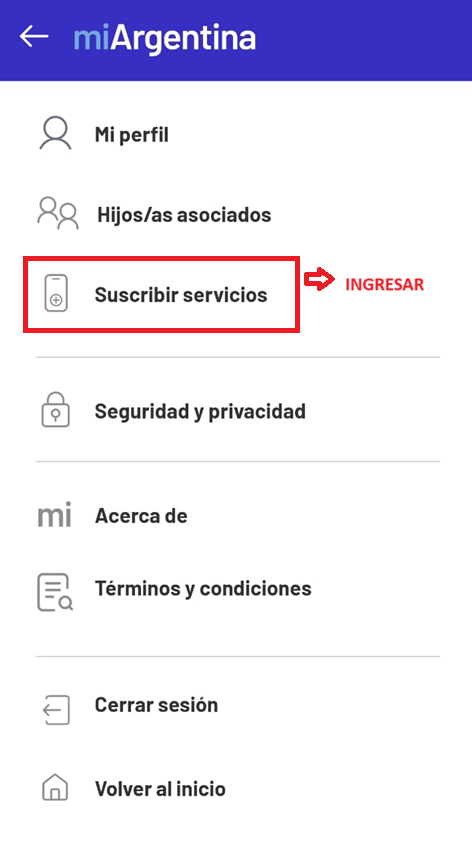 miArgentina
Mi perfil
Hijos/as asociados
Suscribir servicios
INGRESAR
Seguridad y privacidad
mi Acerca de
Términos y condiciones
Cerrar sesión
Volver al inicio